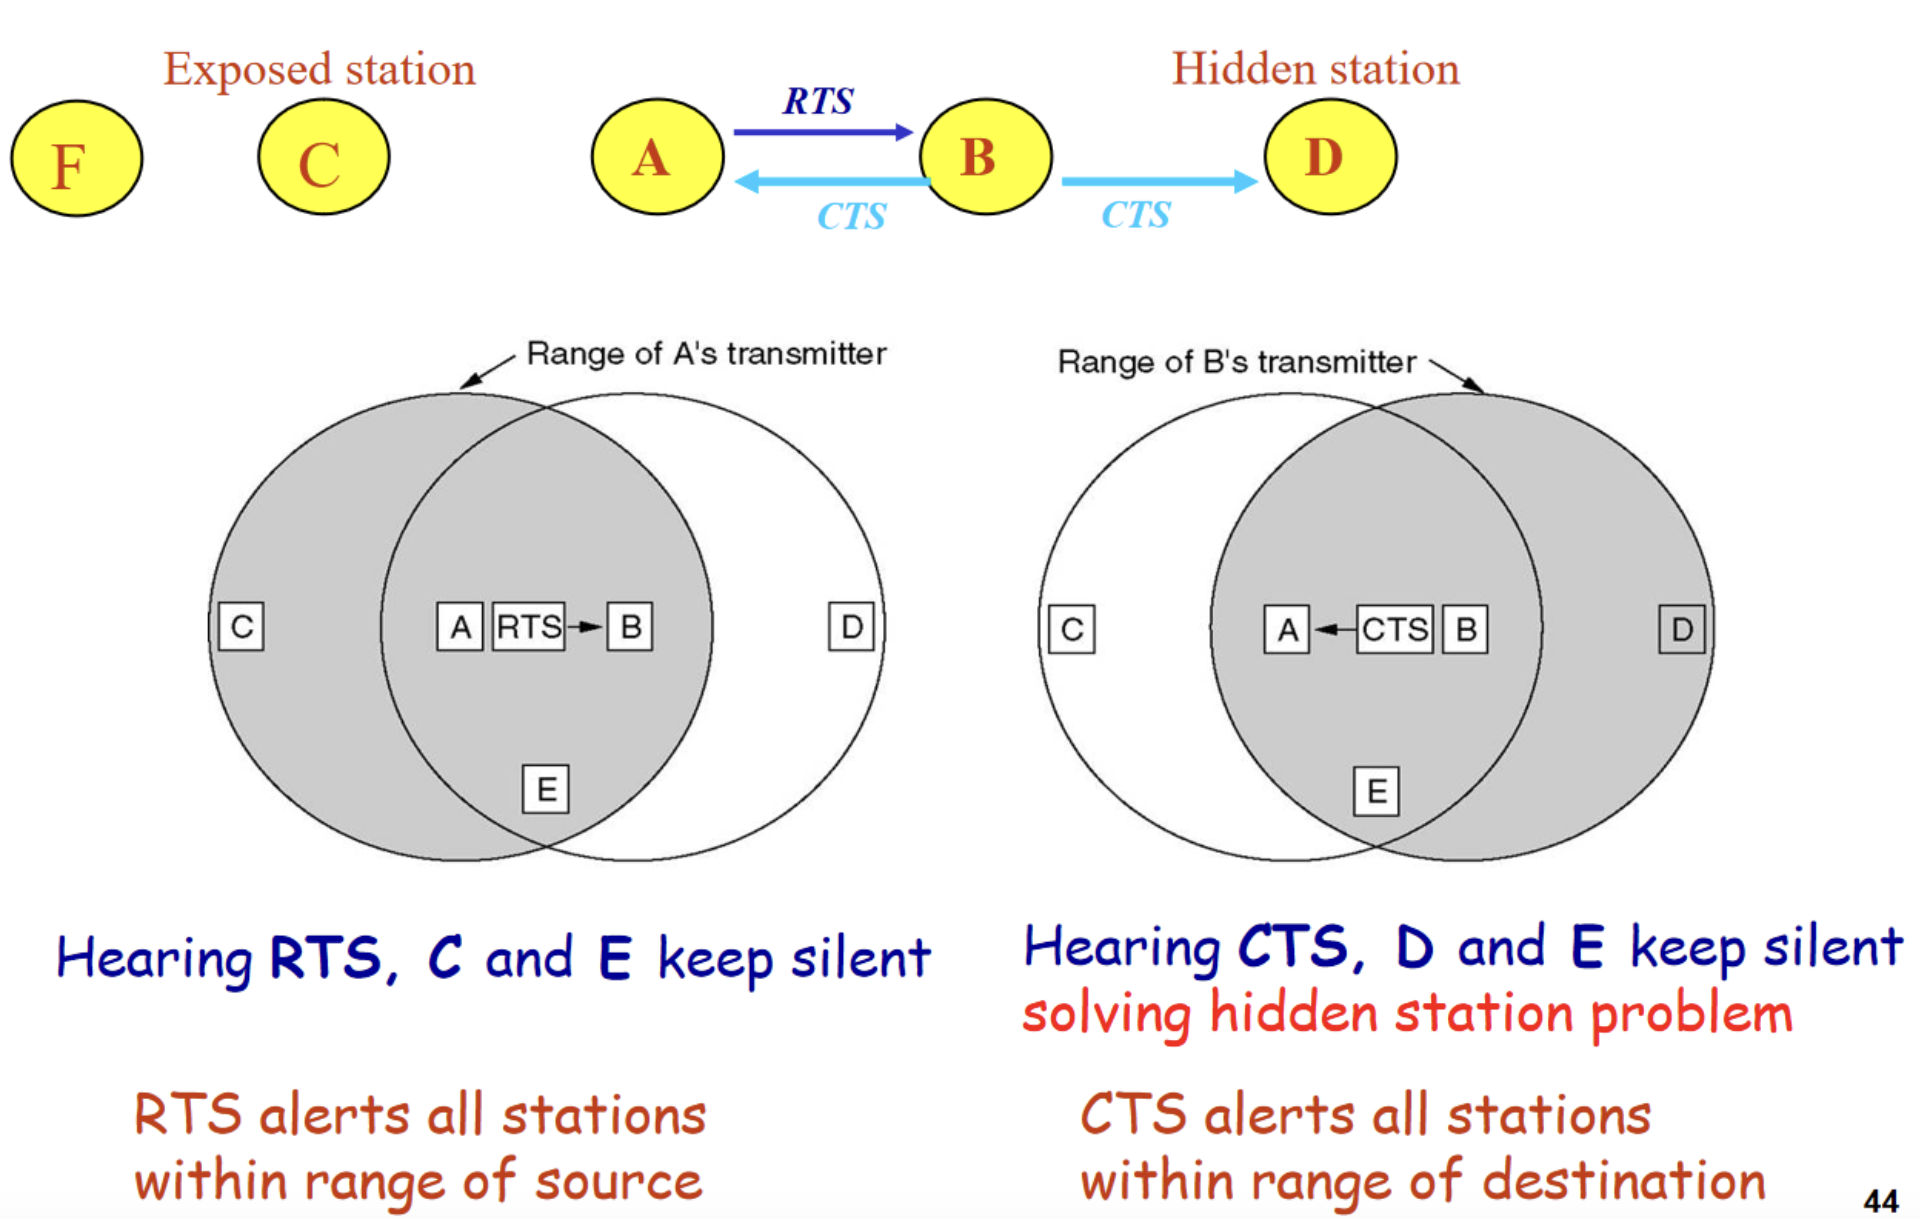 Exposed station
Hidden station
F
C
A
RTS
B
D
CTS
CTS
Range of A's transmitter
Range of B's transmitter
C
A
RTS
B
D
E
C
A
CTS
B
D
E
Hearing RTS, C and E keep silent
Hearing CTS, D and E keep silent
solving hidden station problem
RTS alerts all stations
within range of source
CTS alerts all stations
within range of destination
44